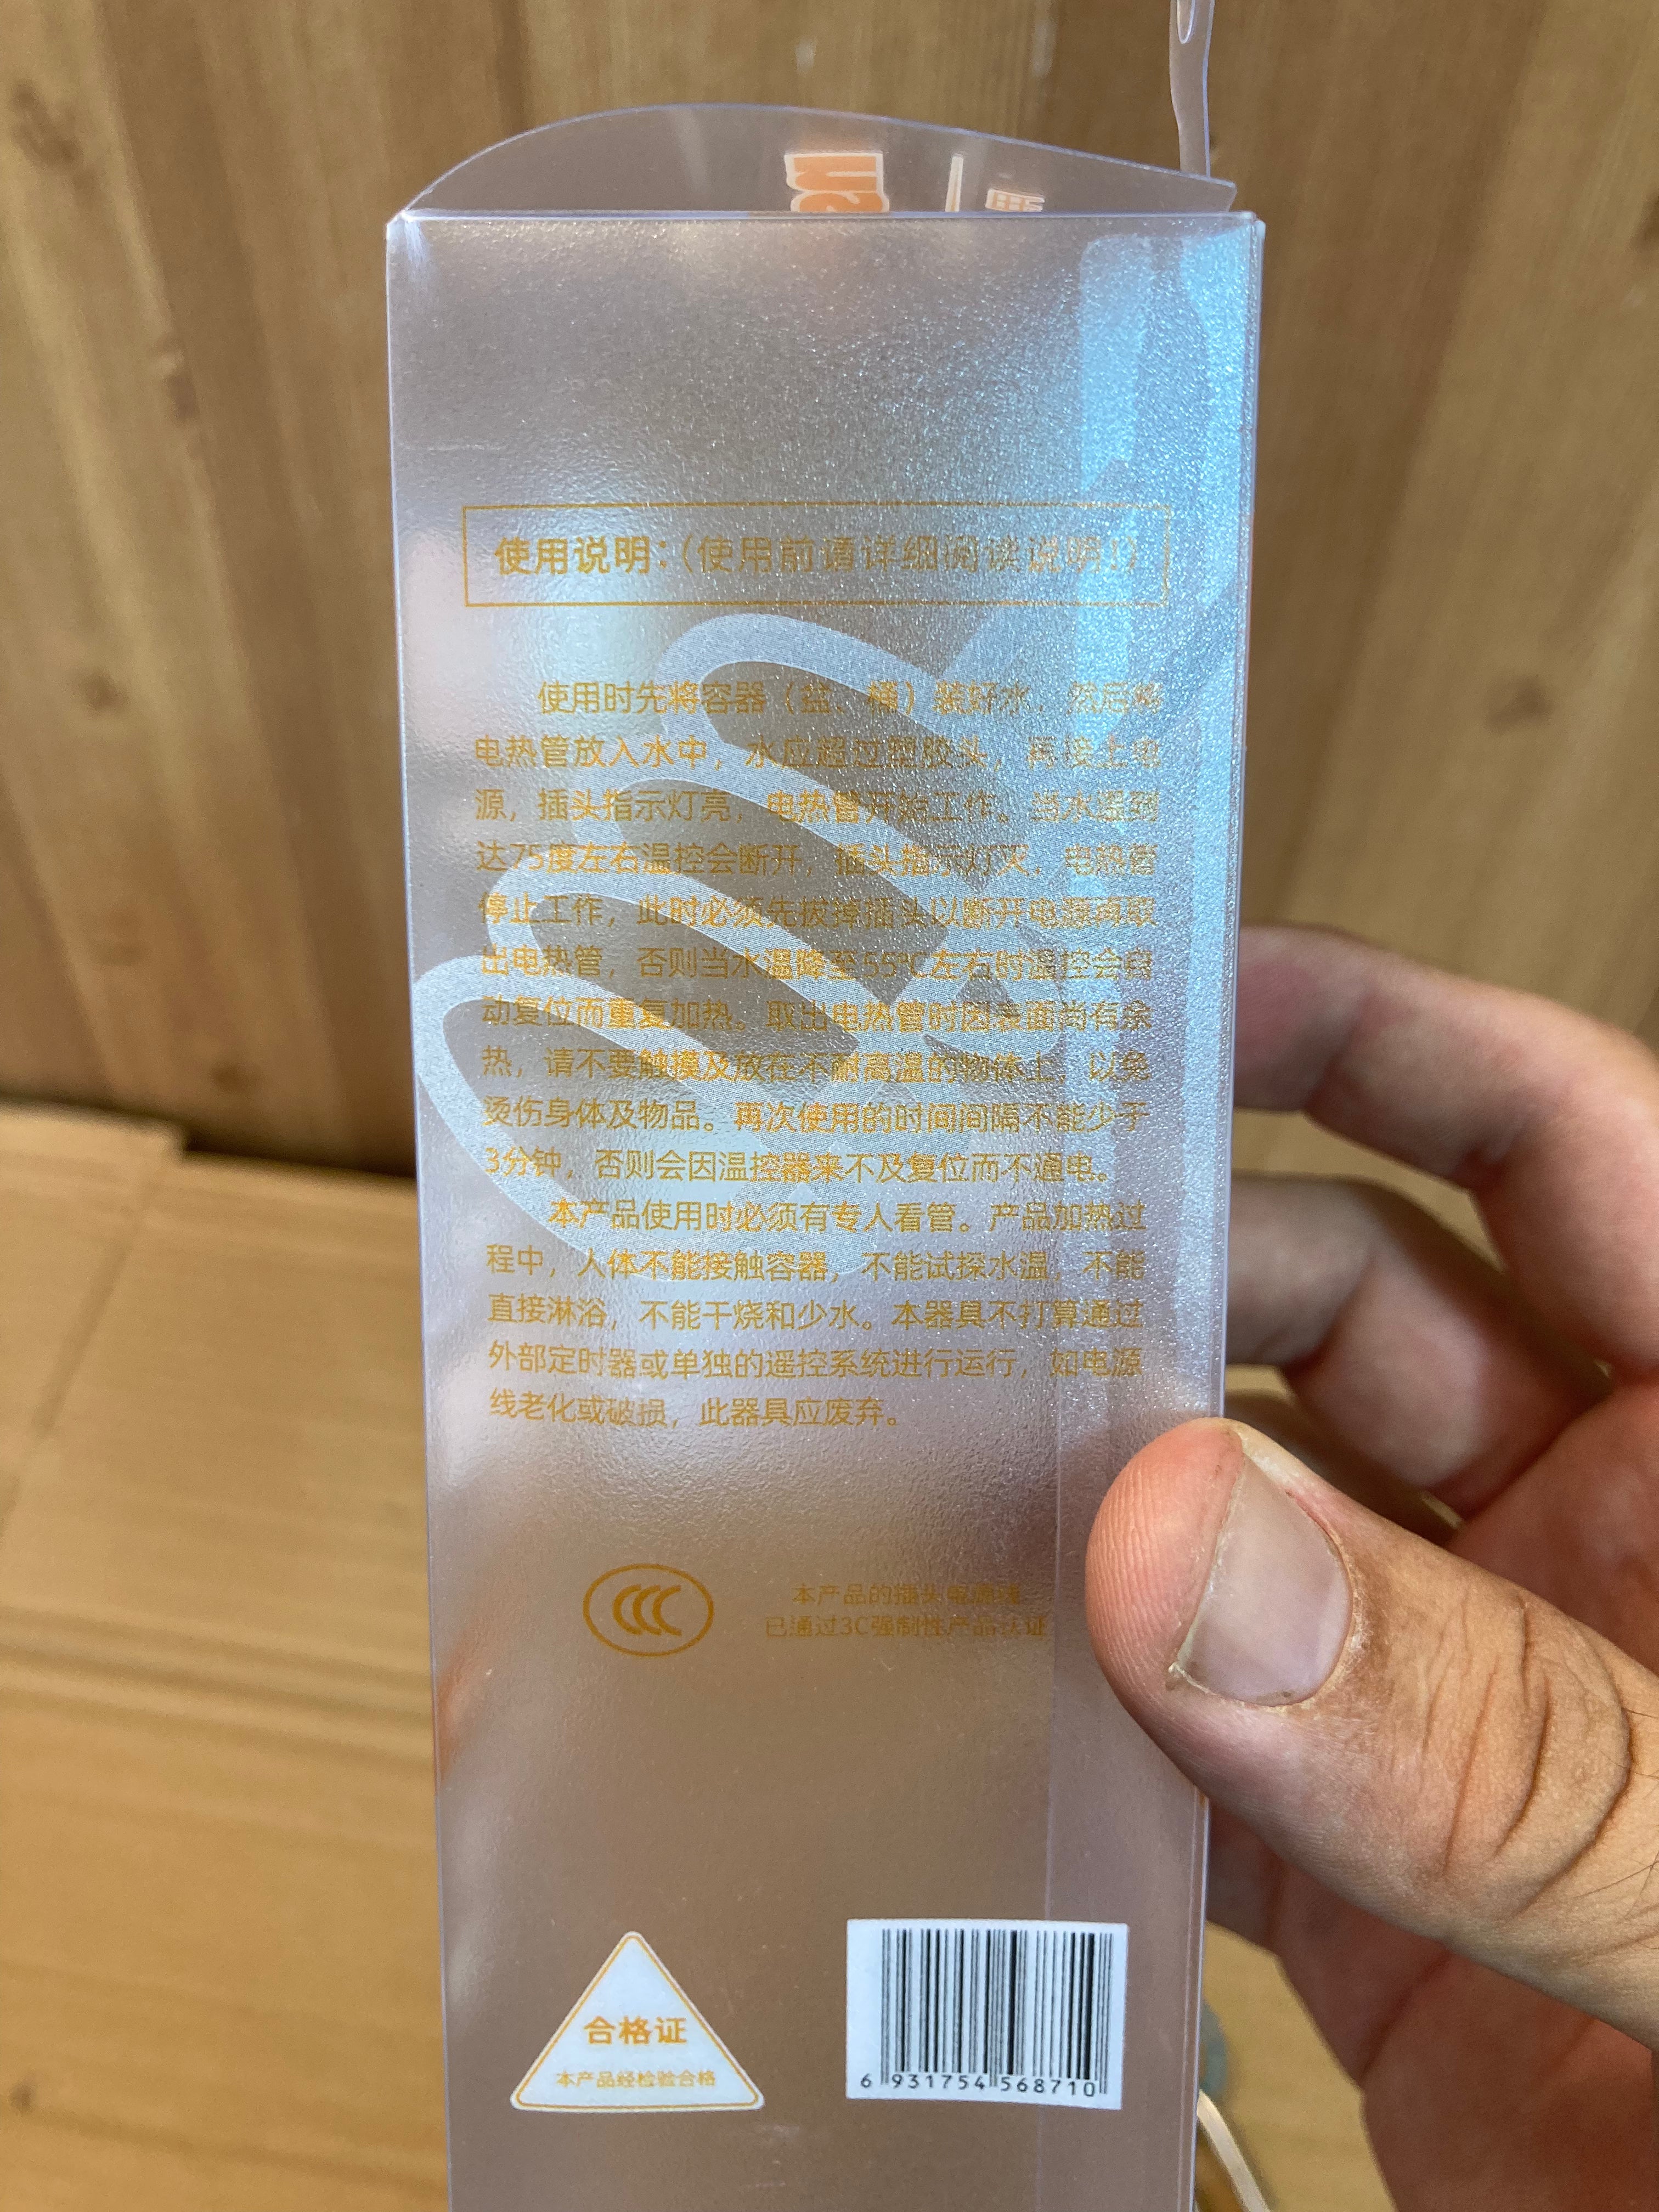 使用说明：（使用前请详细阅读说明！）
使用时先将容器（盆、桶）装好水，然后将
电热管放入水中，水应超过塑胶头，再接上电
源，插头指示灯亮，电热管开始工作。当水温到
达75度左右温控会断开，插头指示灯灭，电热管
停止工作，此时必须先拔掉插头以断开电源再取
出电热管，否则当水温降至55℃左右时温控会自
动复位而重复加热。取出电热管时因表面尚有余
热，请不要触摸及放在不耐高温的物体上，以免
烫伤身体及物品。再次使用的时间间隔不能少于
3分钟，否则会因温控器来不及复位而不通电。
本产品使用时必须有专人看管。产品加热过
程中，人体不能接触容器，不能试探水温，不能
直接淋浴，不能干烧和少水。本器具不打算通过
外部定时器或单独的遥控系统进行运行，如电源
线老化或破损，此器具应废弃。
CCC
本产品的插头电源线
已通过3C强制性产品认证
合格证
本产品经检验合格
6 931754 568710